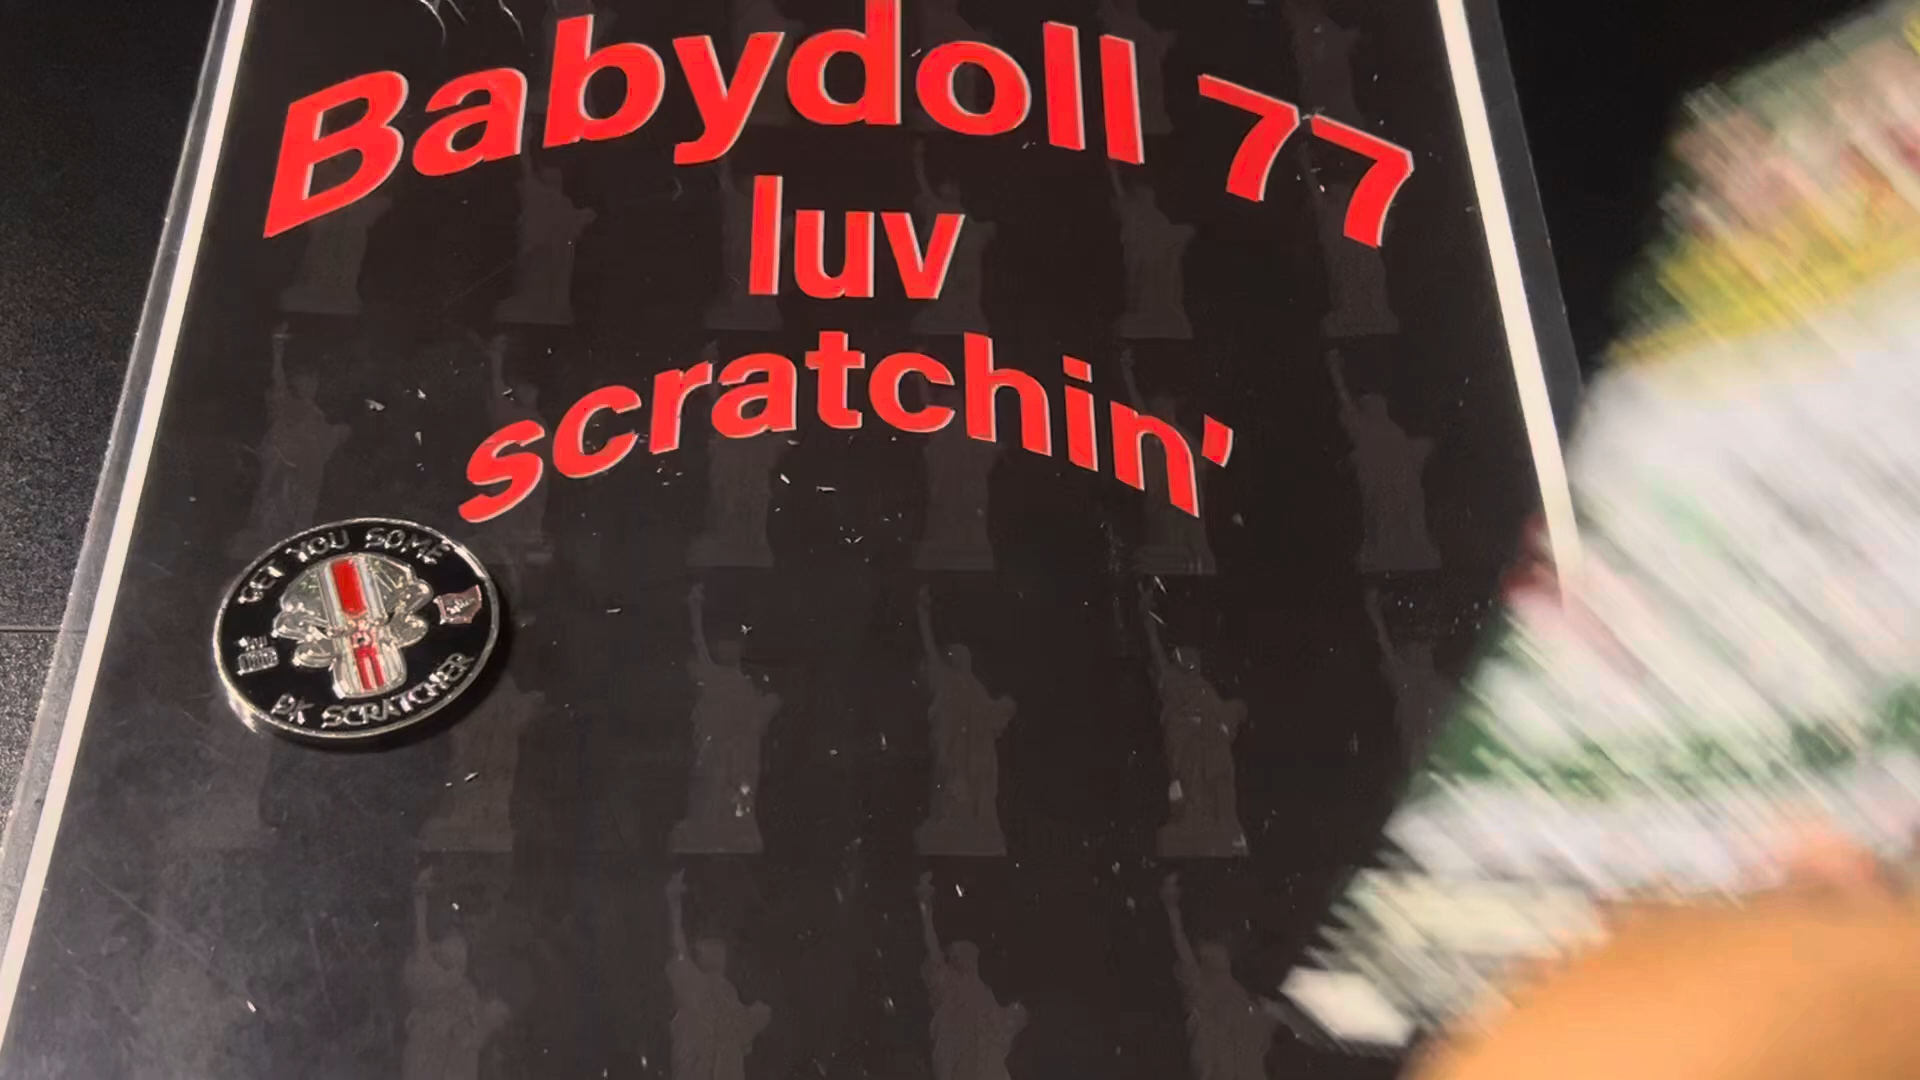 Babydoll 77
luv
scratchin'
GET YOU SOME
BK SCRATCHER